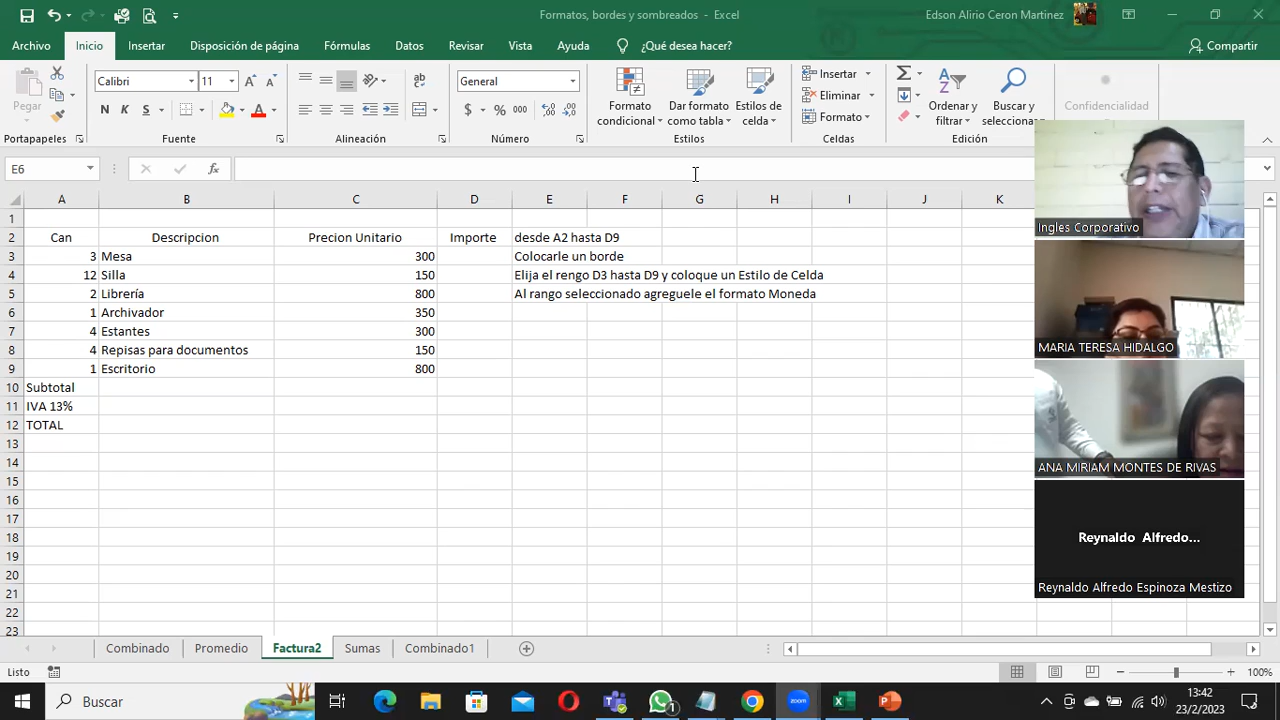 Formatos, bordes y sombreados - Excel
Edson Alirio Ceron Martinez
Archivo Inicio Insertar Disposición de página Fórmulas Datos Revisar Vista Ayuda ¿Qué desea hacer? Compartir
Pegar
Calibri 11
N K S
ab
General
$ % 000
Formato condicional
Dar formato como tabla
Estilos de celda
Insertar
Eliminar
Formato
Ordenar y filtrar
Buscar y seleccionar
Confidencialidad
Portapapeles Fuente Alineación Número Estilos Celdas Edición
E6 fx
A B C D E F G H I J K
1
2 Can Descripcion Precion Unitario Importe desde A2 hasta D9
3 3 Mesa 300 Colocarle un borde
4 12 Silla 150 Elija el rengo D3 hasta D9 y coloque un Estilo de Celda
5 2 Librería 800 Al rango seleccionado agreguele el formato Moneda
6 1 Archivador 350
7 4 Estantes 300
8 4 Repisas para documentos 150
9 1 Escritorio 800
10 Subtotal
11 IVA 13%
12 TOTAL
13
14
15
16
17
18
19
20
21
22
23
Ingles Corporativo
MARIA TERESA HIDALGO
ANA MIRIAM MONTES DE RIVAS
Reynaldo Alfredo...
Reynaldo Alfredo Espinoza Mestizo
Combinado Promedio Factura2 Sumas Combinado1
Listo
100%
Buscar
zoom
1
13:42
23/2/2023